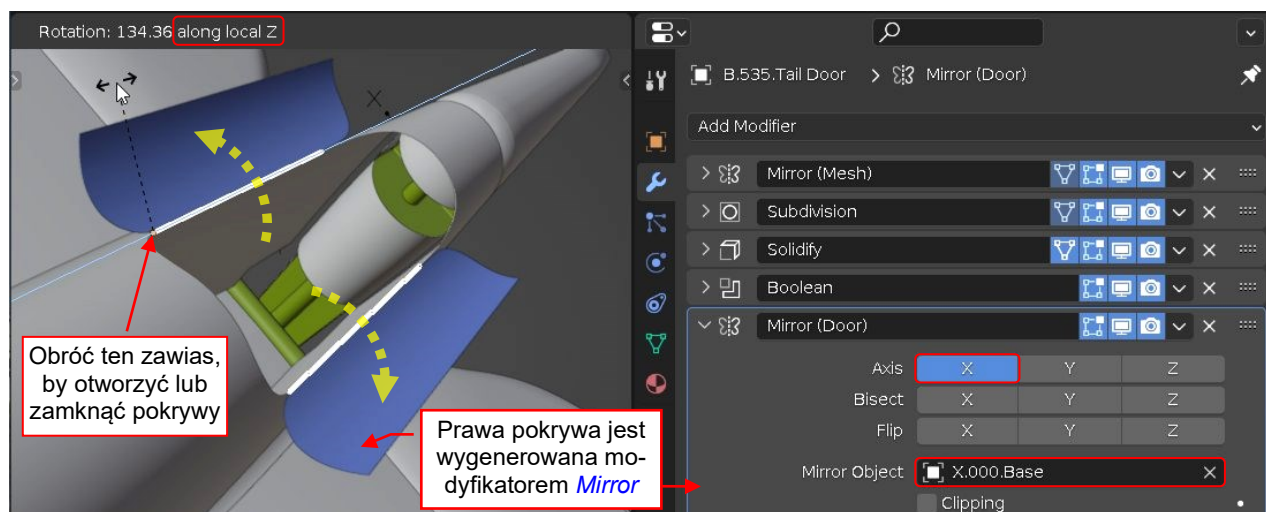 Rotation: 134.36 along local Z
X
Obróć ten zawias,
by otworzyć lub
zamknąć pokrywy
Prawa pokrywa jest
wygenerowana mo-
dyfikatorem Mirror
B.535.Tail Door > Mirror (Door)
Add Modifier
Mirror (Mesh)
Subdivision
Solidify
Boolean
Mirror (Door)
Axis X Y Z
Bisect X Y Z
Flip X Y Z
Mirror Object X.000.Base
Clipping